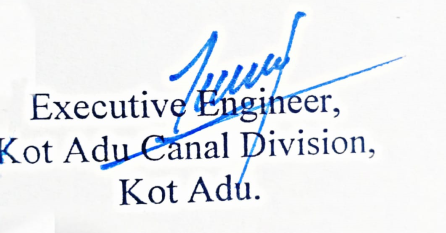 Executive Engineer,
Kot Adu Canal Division,
Kot Adu.